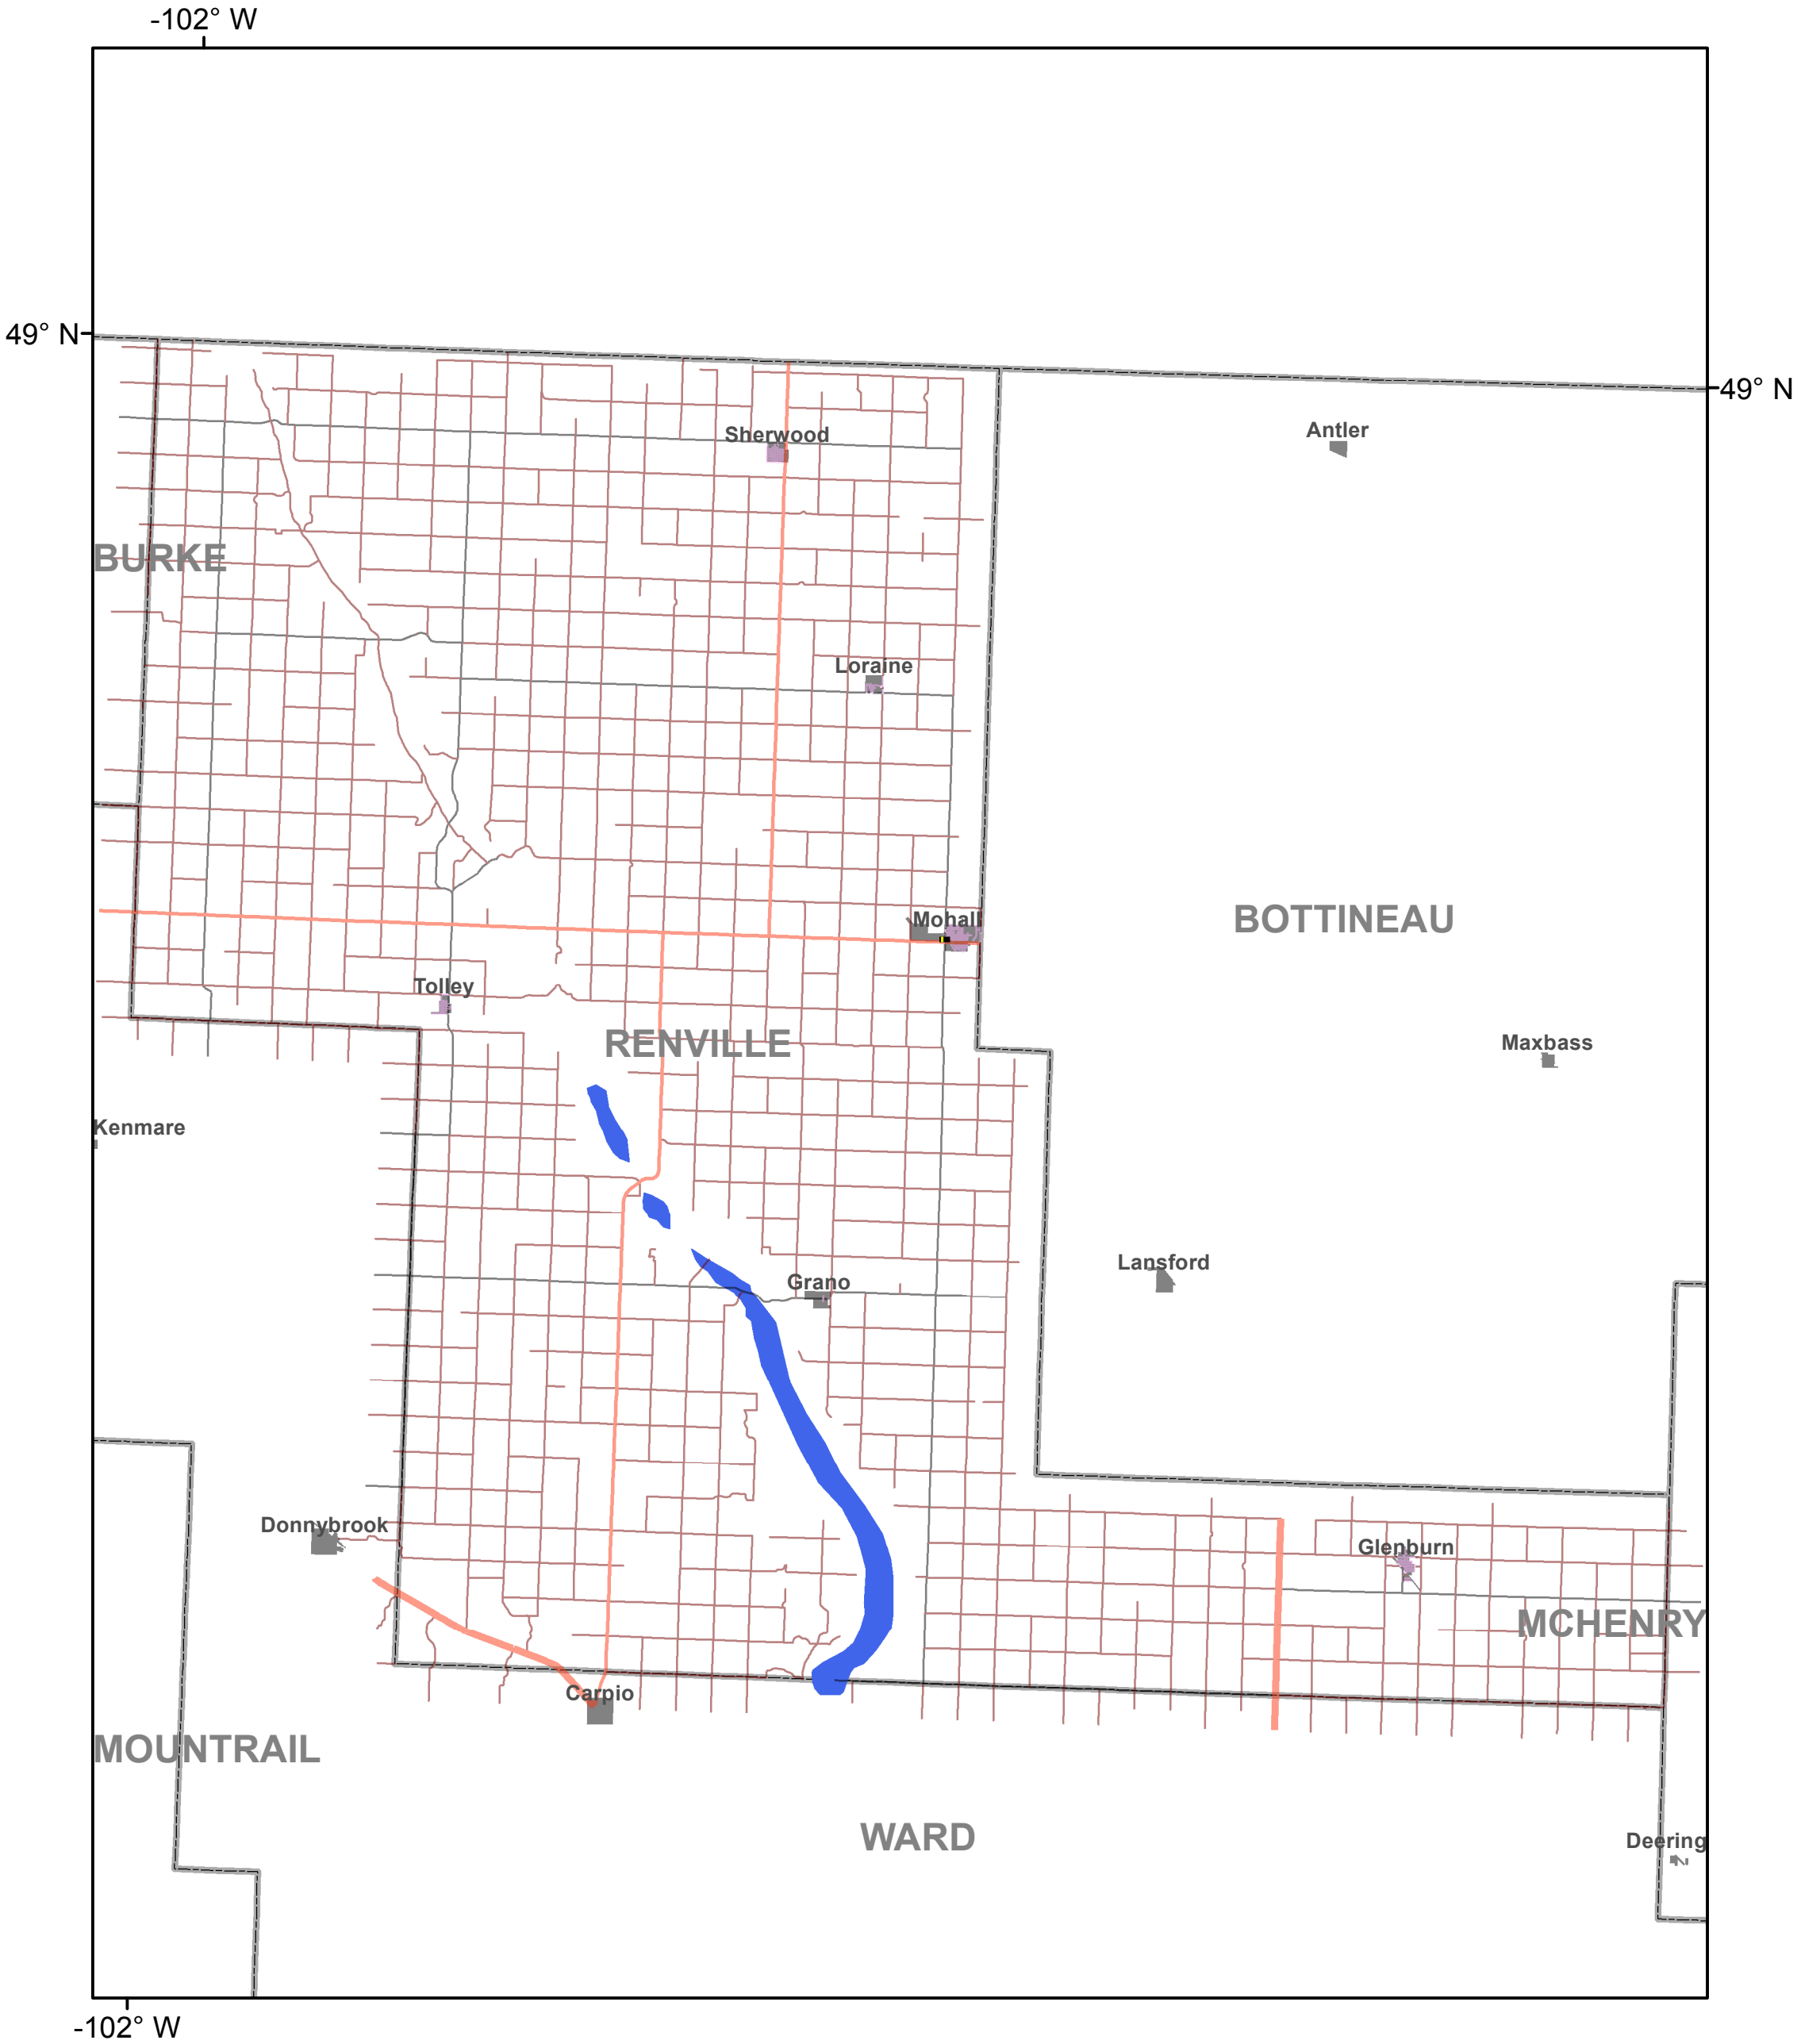 -102° W
49° N
49° N
Antler
Sherwood
BURKE
Loraine
Mohall
BOTTINEAU
Tolley
RENVILLE
Maxbass
Kenmare
Lansford
Grano
Donnybrook
Glenburn
MCHENRY
Carpio
MOUNTRAIL
WARD
Deering
-102° W